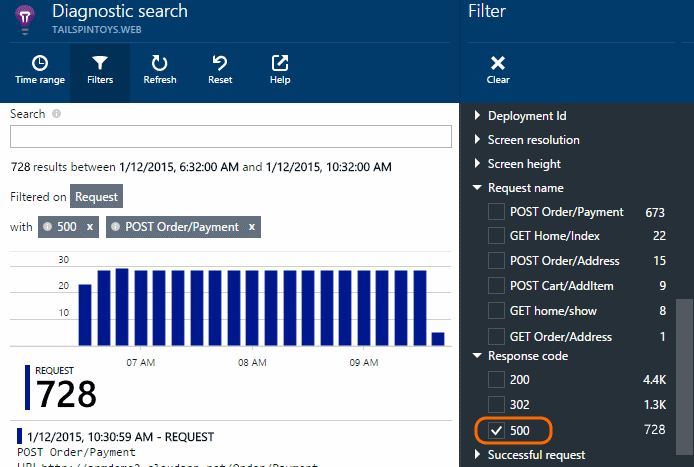 Diagnostic search
TAILSPINTOYS.WEB
Time range
Filters
Refresh
Reset
Help
Search
728 results between 1/12/2015, 6:32:00 AM and 1/12/2015, 10:32:00 AM
Filtered on Request
with 500 x POST Order/Payment x
30
20
10
07 AM 08 AM 09 AM
REQUEST
728
1/12/2015, 10:30:59 AM - REQUEST
POST Order/Payment
Filter
Clear
Deployment Id
Screen resolution
Screen height
Request name
POST Order/Payment 673
GET Home/Index 22
POST Order/Address 15
POST Cart/AddItem 9
GET home/show 8
GET Order/Address 1
Response code
200 4.4K
302 1.3K
500 728
Successful request